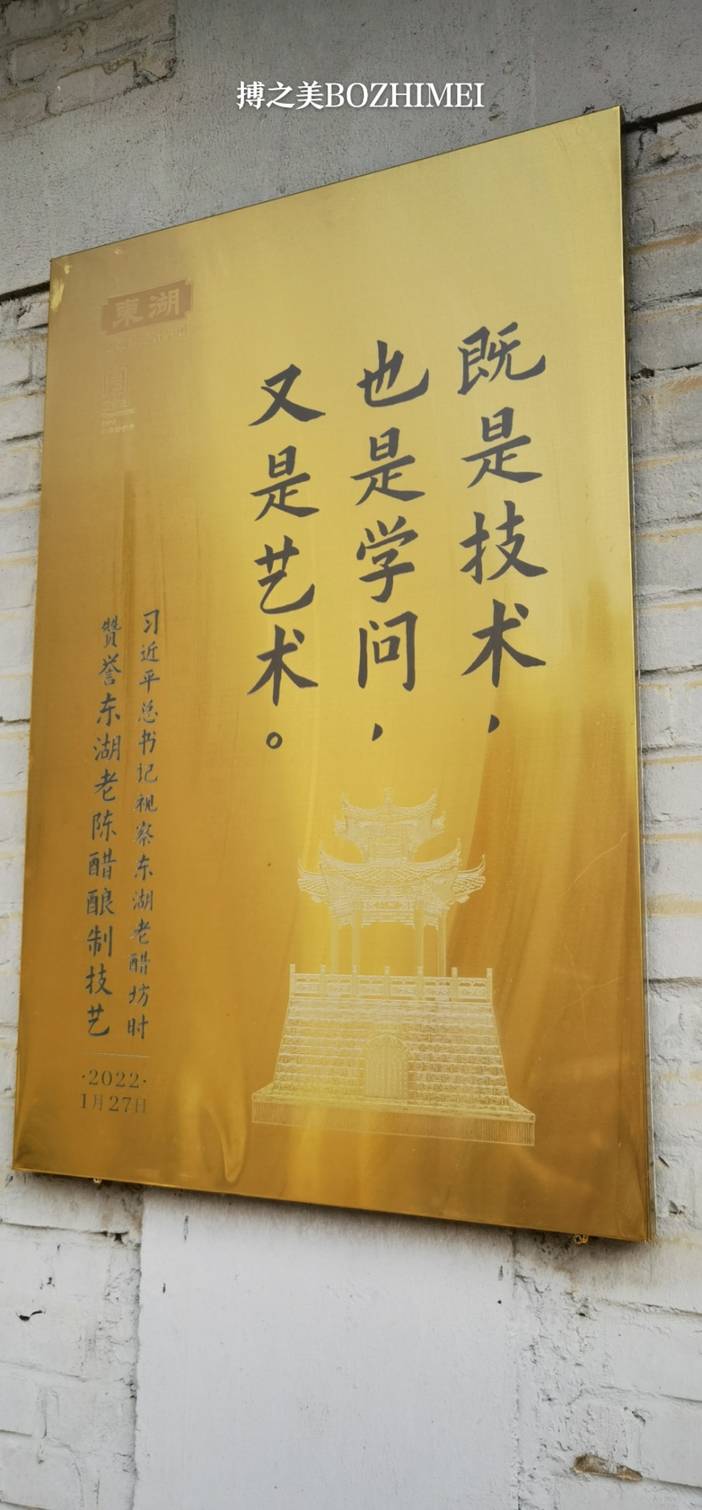 搏之美BOZHIMEI
東湖
既是技术，
也是学问，
又是艺术。
习近平总书记视察东湖老醋坊时
赞誉东湖老陈醋酿制技艺
·2022·
1月27日